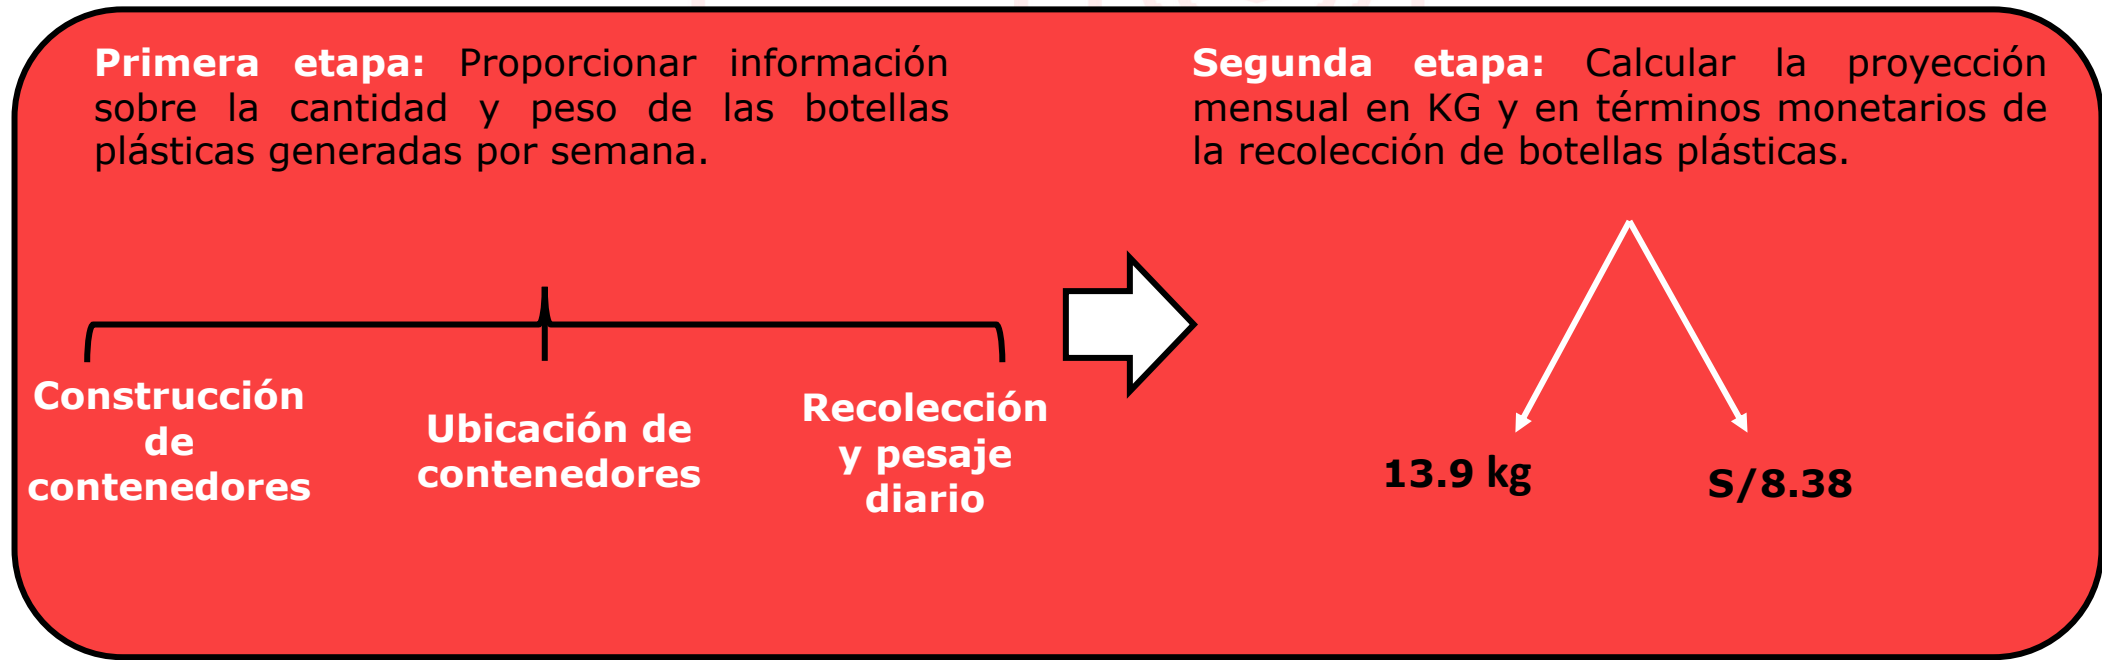 Primera etapa: Proporcionar información
sobre la cantidad y peso de las botellas
plásticas generadas por semana.
Construcción
de
contenedores
Ubicación de
contenedores
Recolección
y pesaje
diario
Segunda etapa: Calcular la proyección
mensual en KG y en términos monetarios de
la recolección de botellas plásticas.
13.9 kg
S/8.38